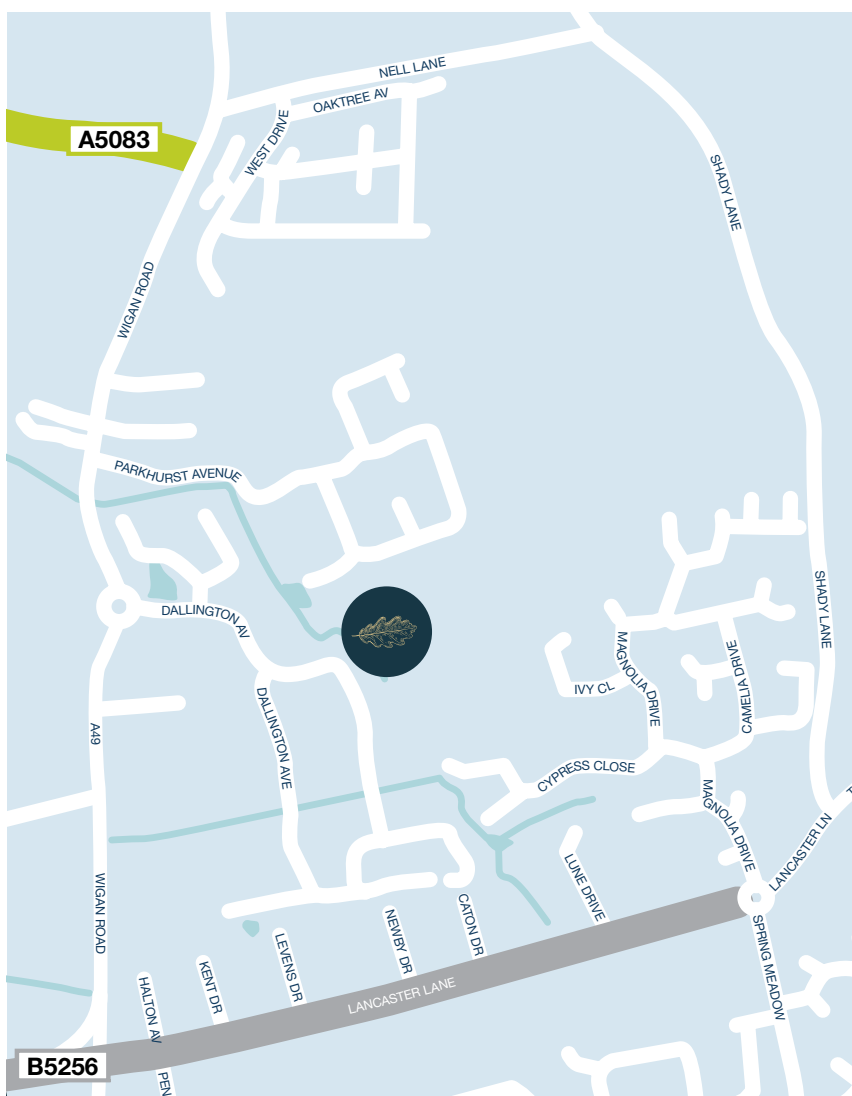 NELL LANE
OAKTREE AV
A5083
WEST DRIVE
SHADY LANE
WIGAN ROAD
PARKHURST AVENUE
DALLINGTON AV
SHADY LANE
MAGNOLIA DRIVE
CAMELIA DRIVE
IVY CL
DALLINGTON AVE
A49
CYPRESS CLOSE
MAGNOLIA DRIVE
LANCASTER LN
LUNE DRIVE
WIGAN ROAD
CATON DR
NEWBY DR
LEVENS DR
KENT DR
HALTON AV
SPRING MEADOW
LANCASTER LANE
B5256
PEN